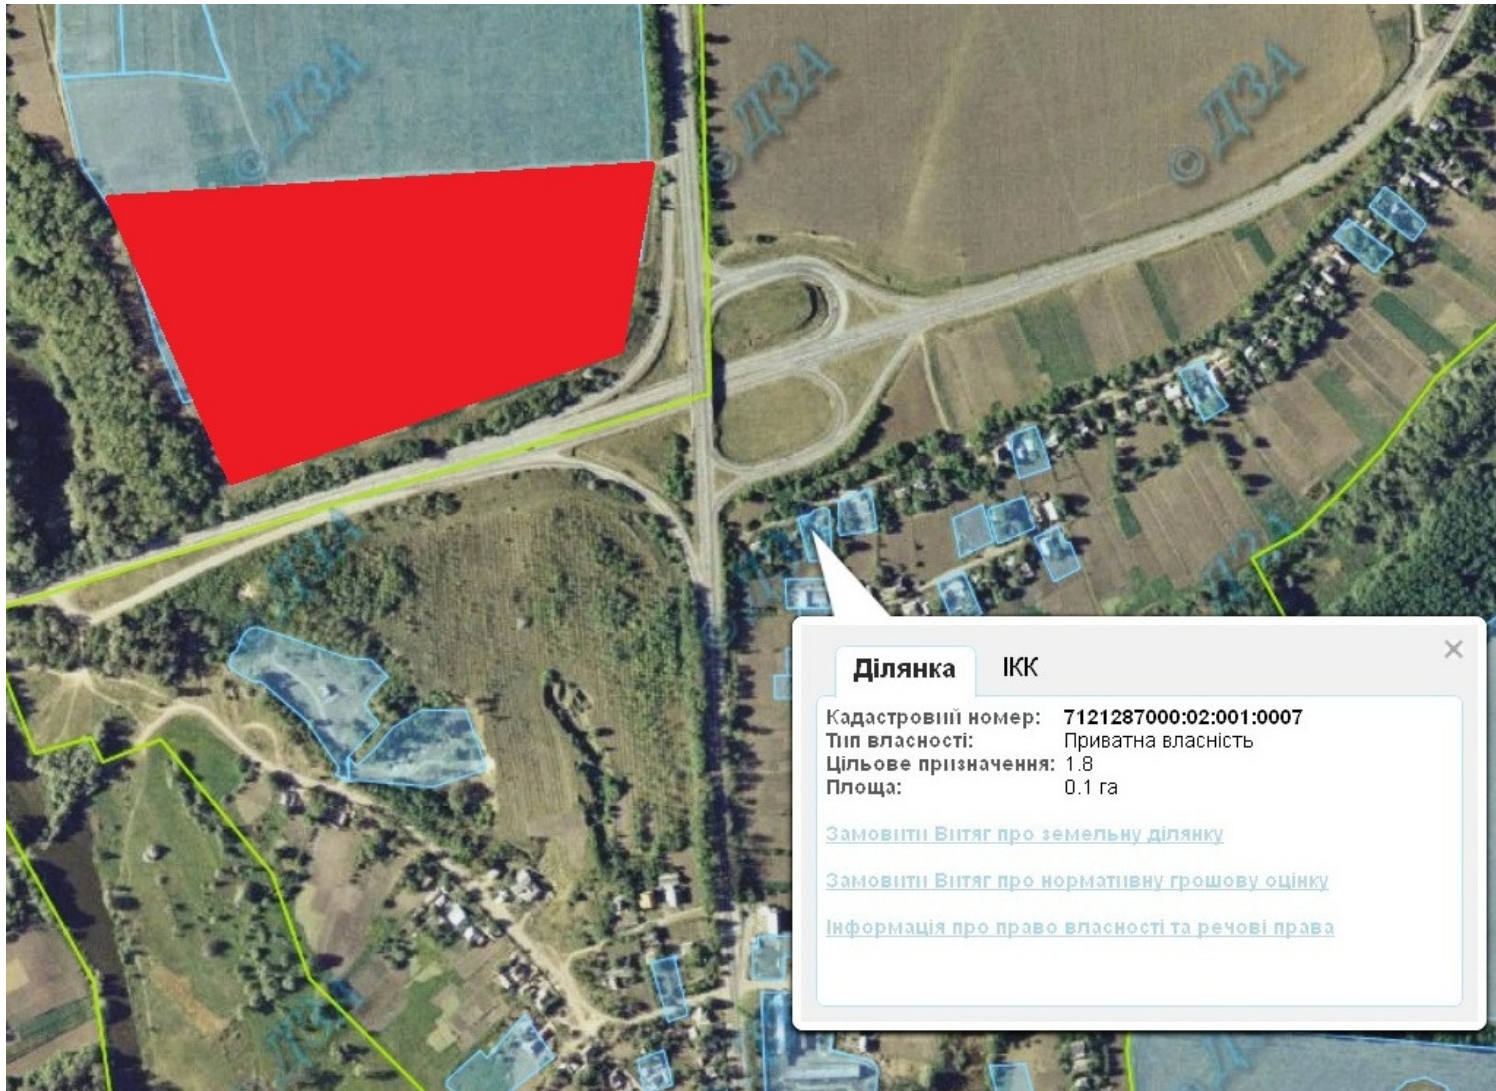 © ДЗА
© ДЗА
© ДЗА
Ділянка
ІКК
Кадастровий номер: 7121287000:02:001:0007
Тип власності: Приватна власність
Цільове призначення: 1.8
Площа: 0.1 га
Замовити Витяг про земельну ділянку
Замовити Витяг про нормативну грошову оцінку
Інформація про право власності та речові права
ДЗА
ДЗА